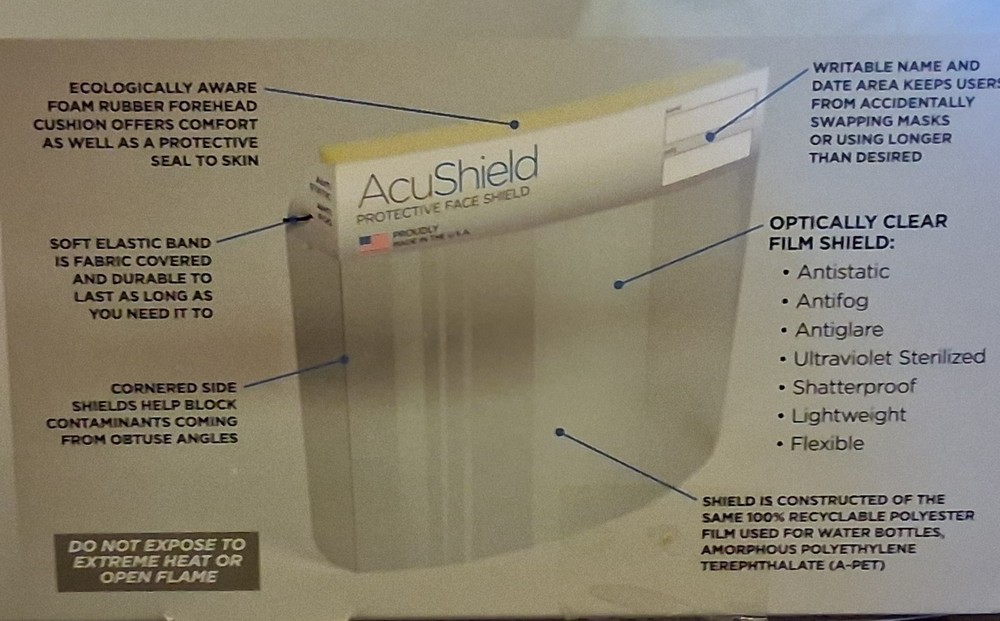 ECOLOGICALLY AWARE
FOAM RUBBER FOREHEAD
CUSHION OFFERS COMFORT
AS WELL AS A PROTECTIVE
SEAL TO SKIN
SOFT ELASTIC BAND
IS FABRIC COVERED
AND DURABLE TO
LAST AS LONG AS
YOU NEED IT TO
CORNERED SIDE
SHIELDS HELP BLOCK
CONTAMINANTS COMING
FROM OBTUSE ANGLES
DO NOT EXPOSE TO
EXTREME HEAT OR
OPEN FLAME
AcuShield
PROTECTIVE FACE SHIELD
PROUDLY
MADE IN THE U.S.A.
WRITABLE NAME AND
DATE AREA KEEPS USERS
FROM ACCIDENTALLY
SWAPPING MASKS
OR USING LONGER
THAN DESIRED
OPTICALLY CLEAR
FILM SHIELD:
• Antistatic
• Antifog
• Antiglare
• Ultraviolet Sterilized
• Shatterproof
• Lightweight
• Flexible
SHIELD IS CONSTRUCTED OF THE
SAME 100% RECYCLABLE POLYESTER
FILM USED FOR WATER BOTTLES,
AMORPHOUS POLYETHYLENE
TEREPHTHALATE (A-PET)